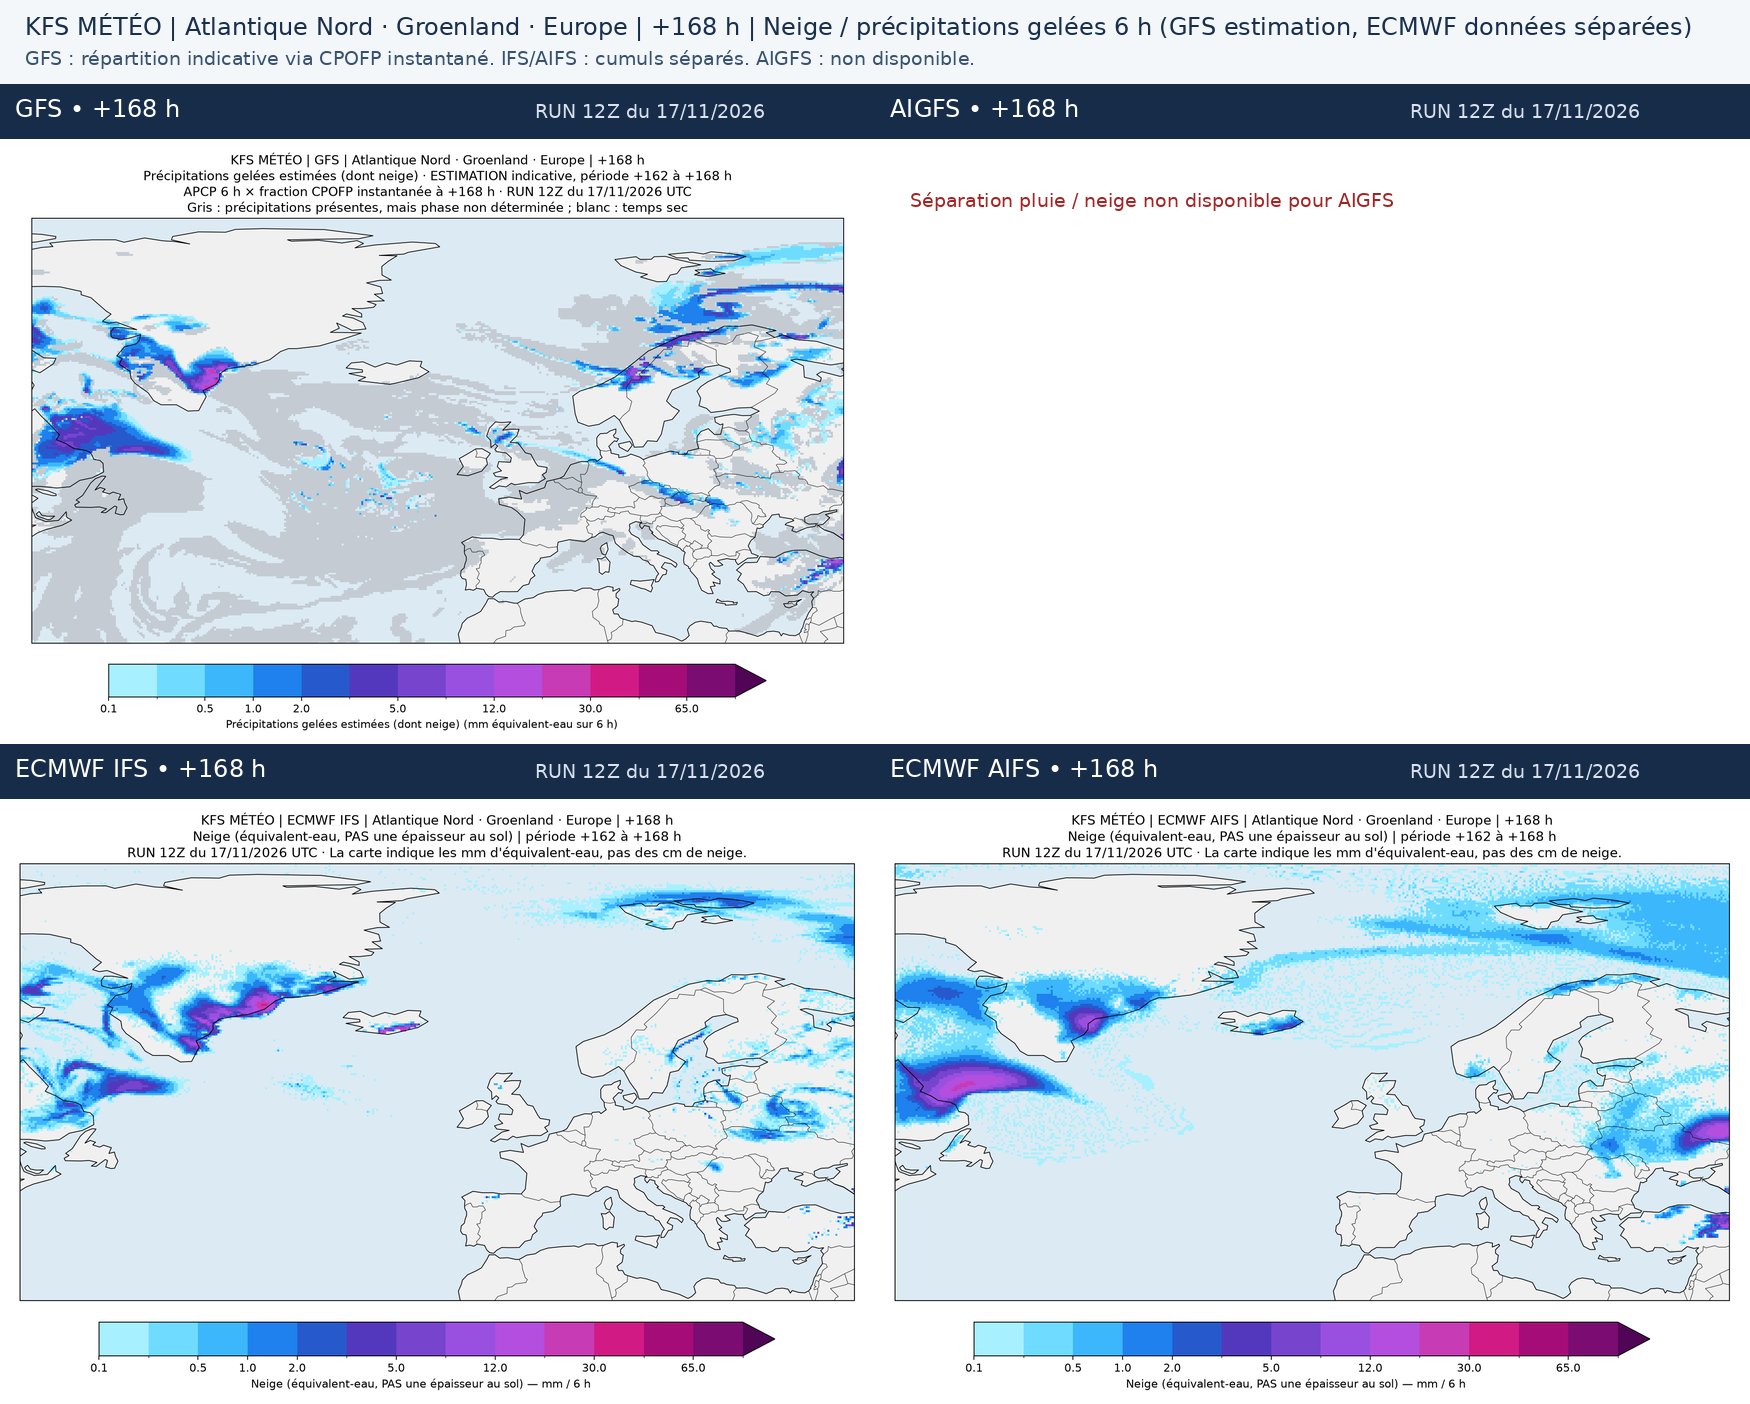 KFS MÉTÉO | Atlantique Nord · Groenland · Europe | +168 h | Neige / précipitations gelées 6 h (GFS estimation, ECMWF données séparées)
GFS : répartition indicative via CPOFP instantané. IFS/AIFS : cumuls séparés. AIGFS : non disponible.
GFS • +168 h RUN 12Z du 17/11/2026
AIGFS • +168 h RUN 12Z du 17/11/2026
KFS MÉTÉO | GFS | Atlantique Nord · Groenland · Europe | +168 h
Précipitations gelées estimées (dont neige) · ESTIMATION indicative, période +162 à +168 h
APCP 6 h × fraction CPOFP instantanée à +168 h · RUN 12Z du 17/11/2026 UTC
Gris : précipitations présentes, mais phase non déterminée ; blanc : temps sec
Séparation pluie / neige non disponible pour AIGFS
0.1 0.5 1.0 2.0 5.0 12.0 30.0 65.0
Précipitations gelées estimées (dont neige) (mm équivalent-eau sur 6 h)
ECMWF IFS • +168 h RUN 12Z du 17/11/2026
ECMWF AIFS • +168 h RUN 12Z du 17/11/2026
KFS MÉTÉO | ECMWF IFS | Atlantique Nord · Groenland · Europe | +168 h
Neige (équivalent-eau, PAS une épaisseur au sol) | période +162 à +168 h
RUN 12Z du 17/11/2026 UTC · La carte indique les mm d'équivalent-eau, pas des cm de neige.
KFS MÉTÉO | ECMWF AIFS | Atlantique Nord · Groenland · Europe | +168 h
Neige (équivalent-eau, PAS une épaisseur au sol) | période +162 à +168 h
RUN 12Z du 17/11/2026 UTC · La carte indique les mm d'équivalent-eau, pas des cm de neige.
0.1 0.5 1.0 2.0 5.0 12.0 30.0 65.0
Neige (équivalent-eau, PAS une épaisseur au sol) — mm / 6 h
0.1 0.5 1.0 2.0 5.0 12.0 30.0 65.0
Neige (équivalent-eau, PAS une épaisseur au sol) — mm / 6 h